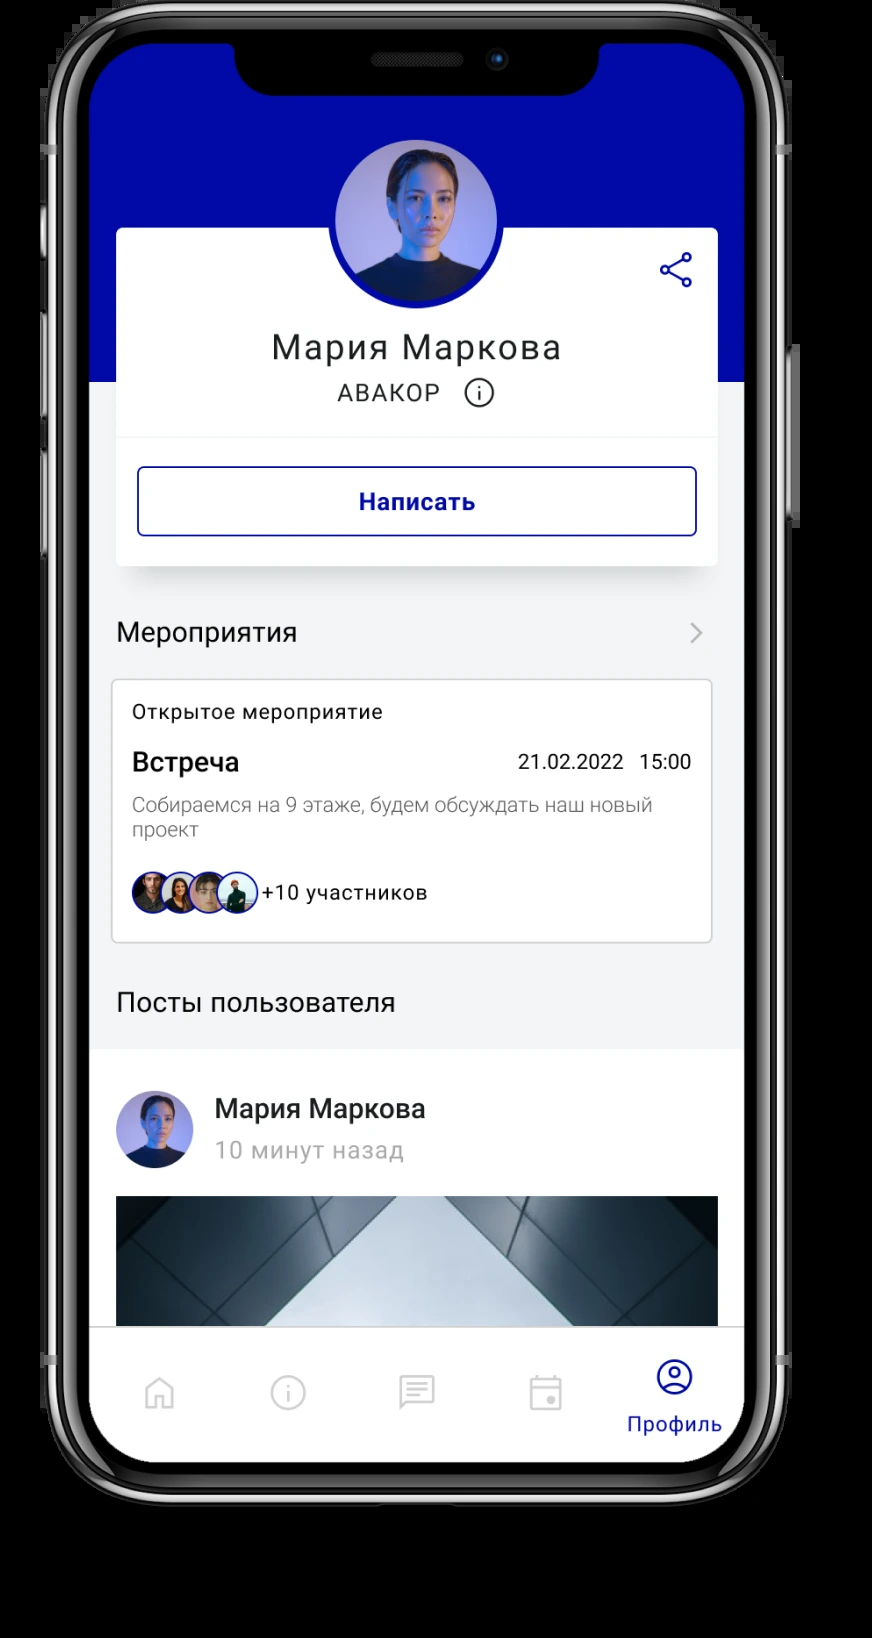 Мария Маркова
АВАКОР
Написать
Мероприятия
Открытое мероприятие
Встреча 21.02.2022 15:00
Собираемся на 9 этаже, будем обсуждать наш новый
проект
+10 участников
Посты пользователя
Мария Маркова
10 минут назад
Профиль